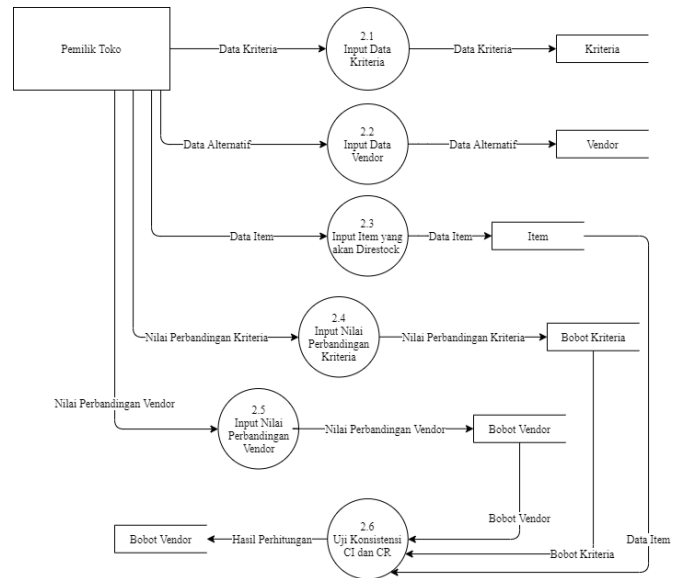 Pemilik Toko
Data Kriteria
2.1
Input Data
Kriteria
Data Kriteria
Kriteria
Data Alternatif
2.2
Input Data
Vendor
Data Alternatif
Vendor
Data Item
2.3
Input Item yang
akan Direstock
Data Item
Item
Nilai Perbandingan Kriteria
2.4
Input Nilai
Perbandingan
Kriteria
Nilai Perbandingan Kriteria
Bobot Kriteria
Nilai Perbandingan Vendor
2.5
Input Nilai
Perbandingan
Vendor
Nilai Perbandingan Vendor
Bobot Vendor
Bobot Vendor
Bobot Kriteria
Data Item
2.6
Uji Konsistensi
CI dan CR
Hasil Perhitungan
Bobot Vendor